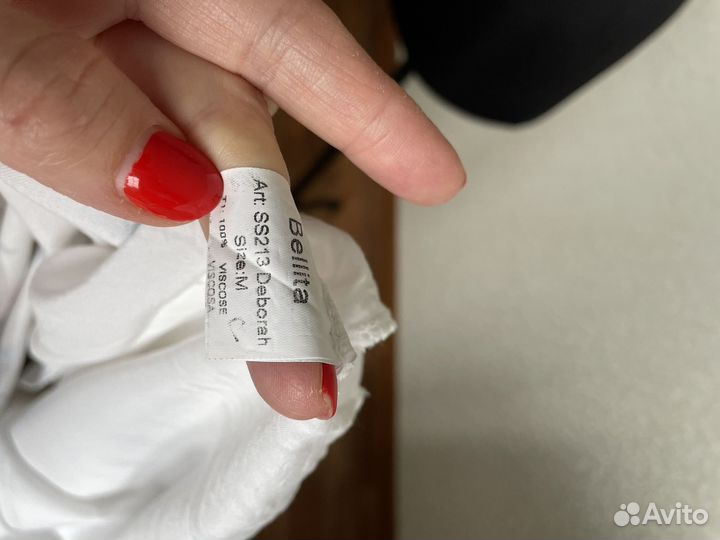 Bellita
Art: SS213 Deborah
Size:M
100% VISCOSE
VISCOSA
Avito